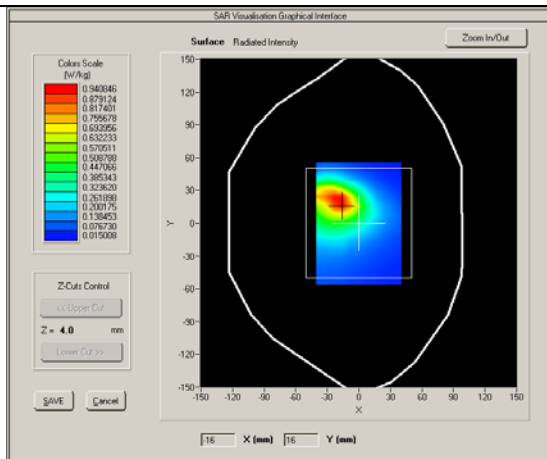 SAR Visualisation Graphical Interface
Surface Radiated Intensity
Zoom In/Out
Colors Scale
(W/kg)
0.940846
0.879124
0.817401
0.755678
0.693956
0.632233
0.570511
0.508788
0.447066
0.385343
0.323620
0.261898
0.200175
0.138453
0.076730
0.015008
Z-Cuts Control
<< Upper Cut
Z = 4.0 mm
Lower Cut >>
SAVE Cancel
150
120
90
60
30
0
-30
-60
-90
-120
-150
Y
-150 -120 -90 -60 -30 0 30 60 90 120 150
X
-16 X (mm) 16 Y (mm)